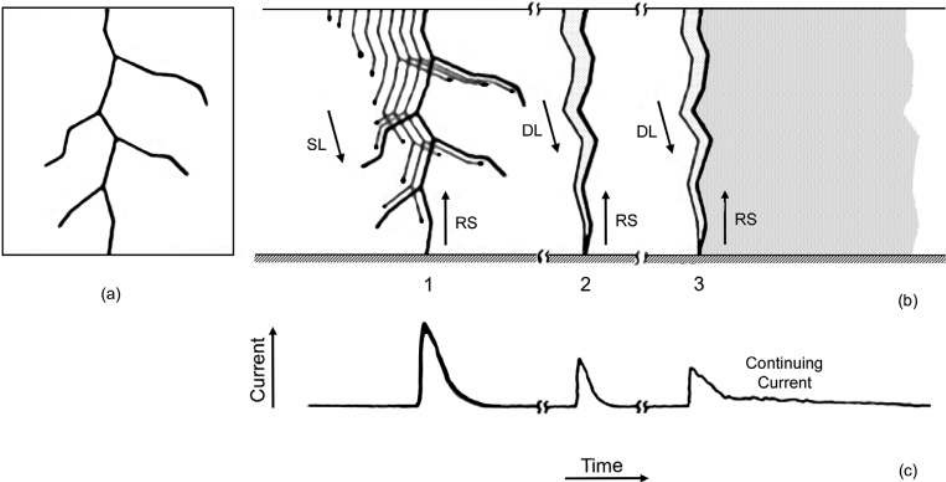 SL
RS
DL
RS
DL
RS
1
2
3
(a)
(b)
Current
Continuing
Current
Time
(c)